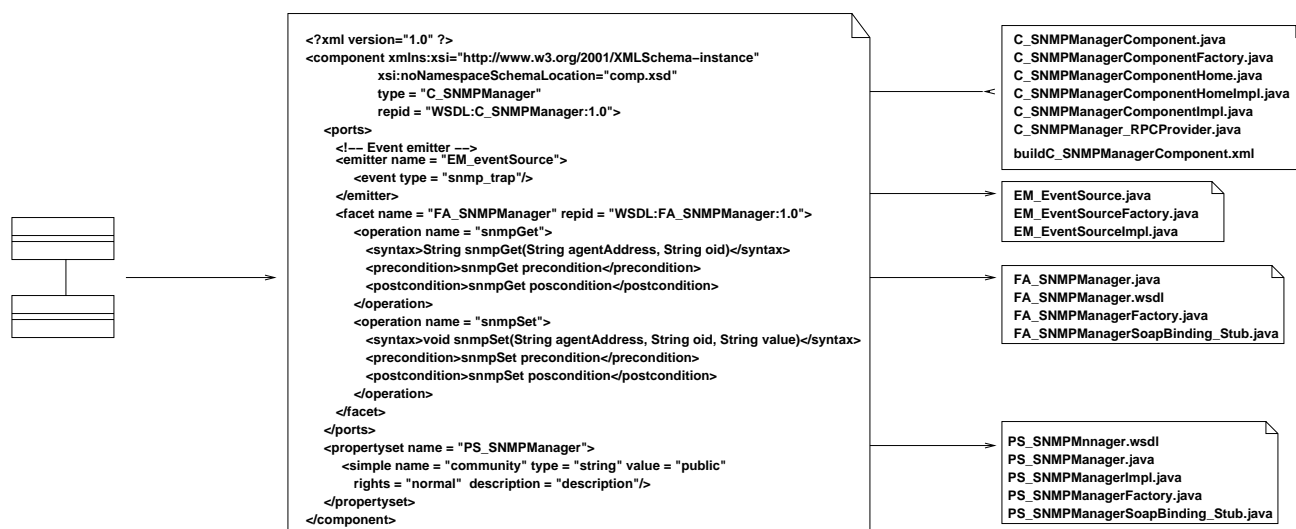 <?xml version="1.0" ?>
<component xmlns:xsi="http://www.w3.org/2001/XMLSchema-instance"
xsi:noNamespaceSchemaLocation="comp.xsd"
type = "C_SNMPManager"
repid = "WSDL:C_SNMPManager:1.0">
<ports>
<!-- Event emitter -->
<emitter name = "EM_eventSource">
<event type = "snmp_trap"/>
</emitter>
<facet name = "FA_SNMPManager" repid = "WSDL:FA_SNMPManager:1.0">
<operation name = "snmpGet">
<syntax>String snmpGet(String agentAddress, String oid)</syntax>
<precondition>snmpGet precondition</precondition>
<postcondition>snmpGet poscondition</postcondition>
</operation>
<operation name = "snmpSet">
<syntax>void snmpSet(String agentAddress, String oid, String value)</syntax>
<precondition>snmpSet precondition</precondition>
<postcondition>snmpSet poscondition</postcondition>
</operation>
</facet>
</ports>
<propertyset name = "PS_SNMPManager">
<simple name = "community" type = "string" value = "public"
rights = "normal" description = "description"/>
</propertyset>
</component>
C_SNMPManagerComponent.java
C_SNMPManagerComponentFactory.java
C_SNMPManagerComponentHome.java
C_SNMPManagerComponentHomeImpl.java
C_SNMPManagerComponentImpl.java
C_SNMPManager_RPCProvider.java
buildC_SNMPManagerComponent.xml
EM_EventSource.java
EM_EventSourceFactory.java
EM_EventSourceImpl.java
FA_SNMPManager.java
FA_SNMPManager.wsdl
FA_SNMPManagerFactory.java
FA_SNMPManagerSoapBinding_Stub.java
PS_SNMPMnnager.wsdl
PS_SNMPManager.java
PS_SNMPManagerImpl.java
PS_SNMPManagerFactory.java
PS_SNMPManagerSoapBinding_Stub.java